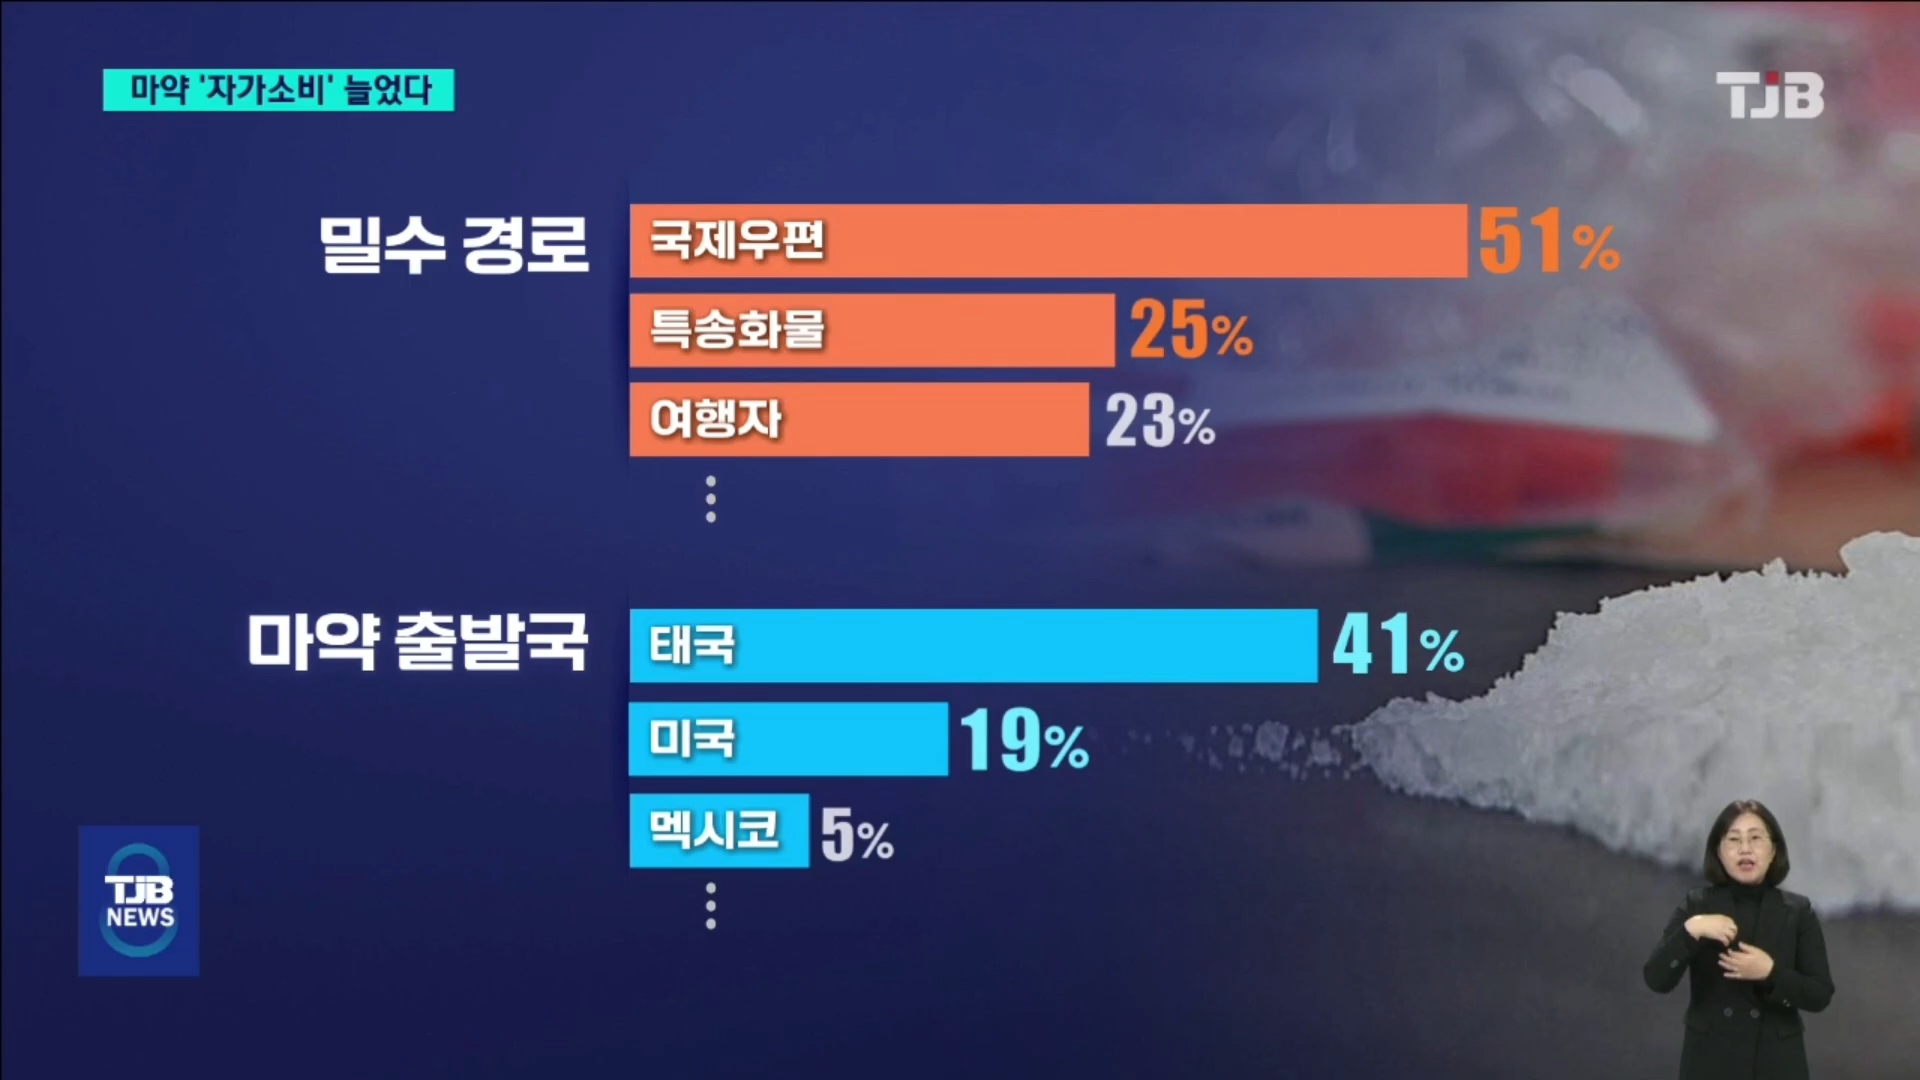 마약 '자가소비' 늘었다
TJB
밀수 경로
국제우편 51%
특송화물 25%
여행자 23%
마약 출발국
태국 41%
미국 19%
멕시코 5%
TJB
NEWS